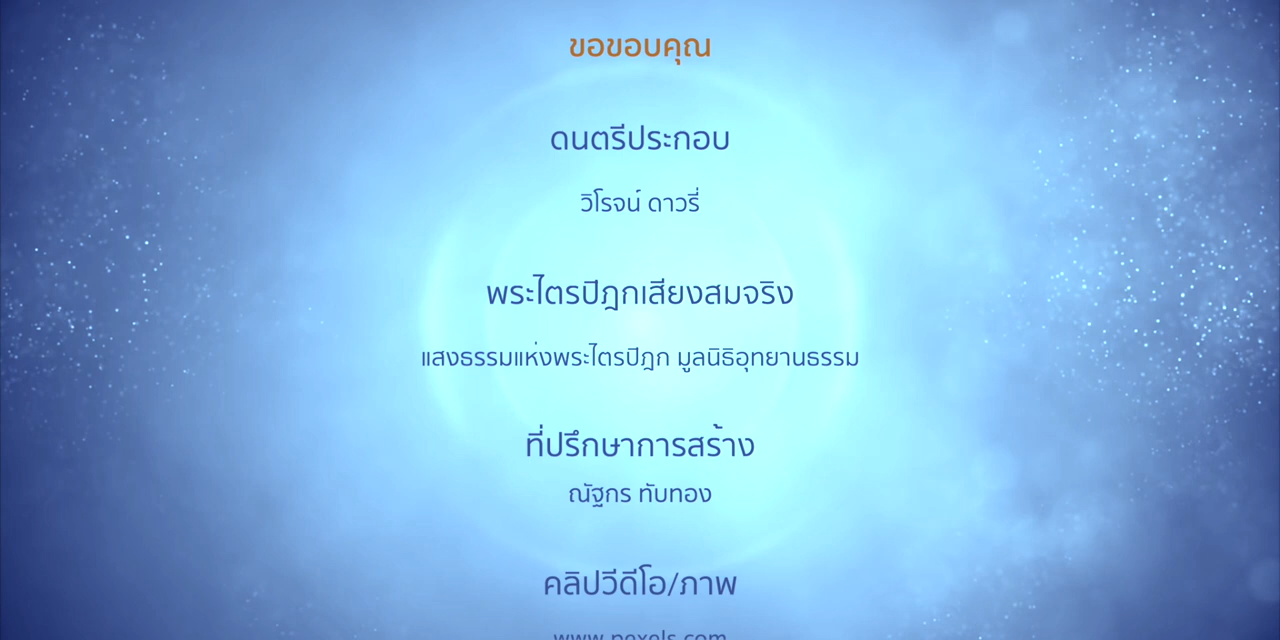 ขอขอบคุณ
ดนตรีประกอบ
วิโรจน์ ดาวรี่
พระไตรปิฎกเสียงสมจริง
แสงธรรมแห่งพระไตรปิฎก มูลนิธิอุทยานธรรม
ที่ปรึกษาการสร้าง
ณัฐกร ทับทอง
คลิปวีดีโอ/ภาพ
www.pexels.com